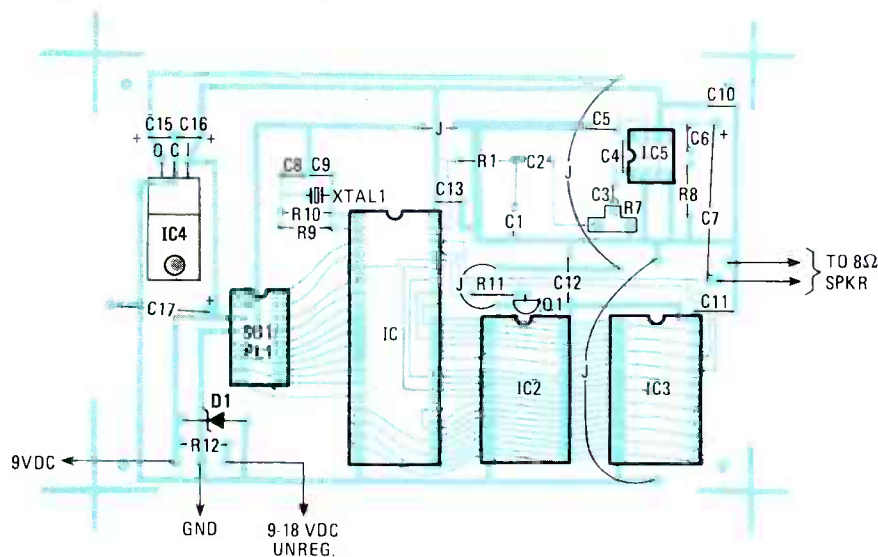 C10
C15 C16
+ +
O C I
J
C5
+
C6
IC5
C4
R1 C2
C8 C9
J
XTAL1
C13
C3
R8
R10
R7
C7
R9
C1
IC4
TO 8Ω
SPKR
J R11
C12
C17 +
Q1
C11
SO1
PL1
IC
J
IC2
IC3
D1
R12
9VDC
GND
9-18 VDC
UNREG.